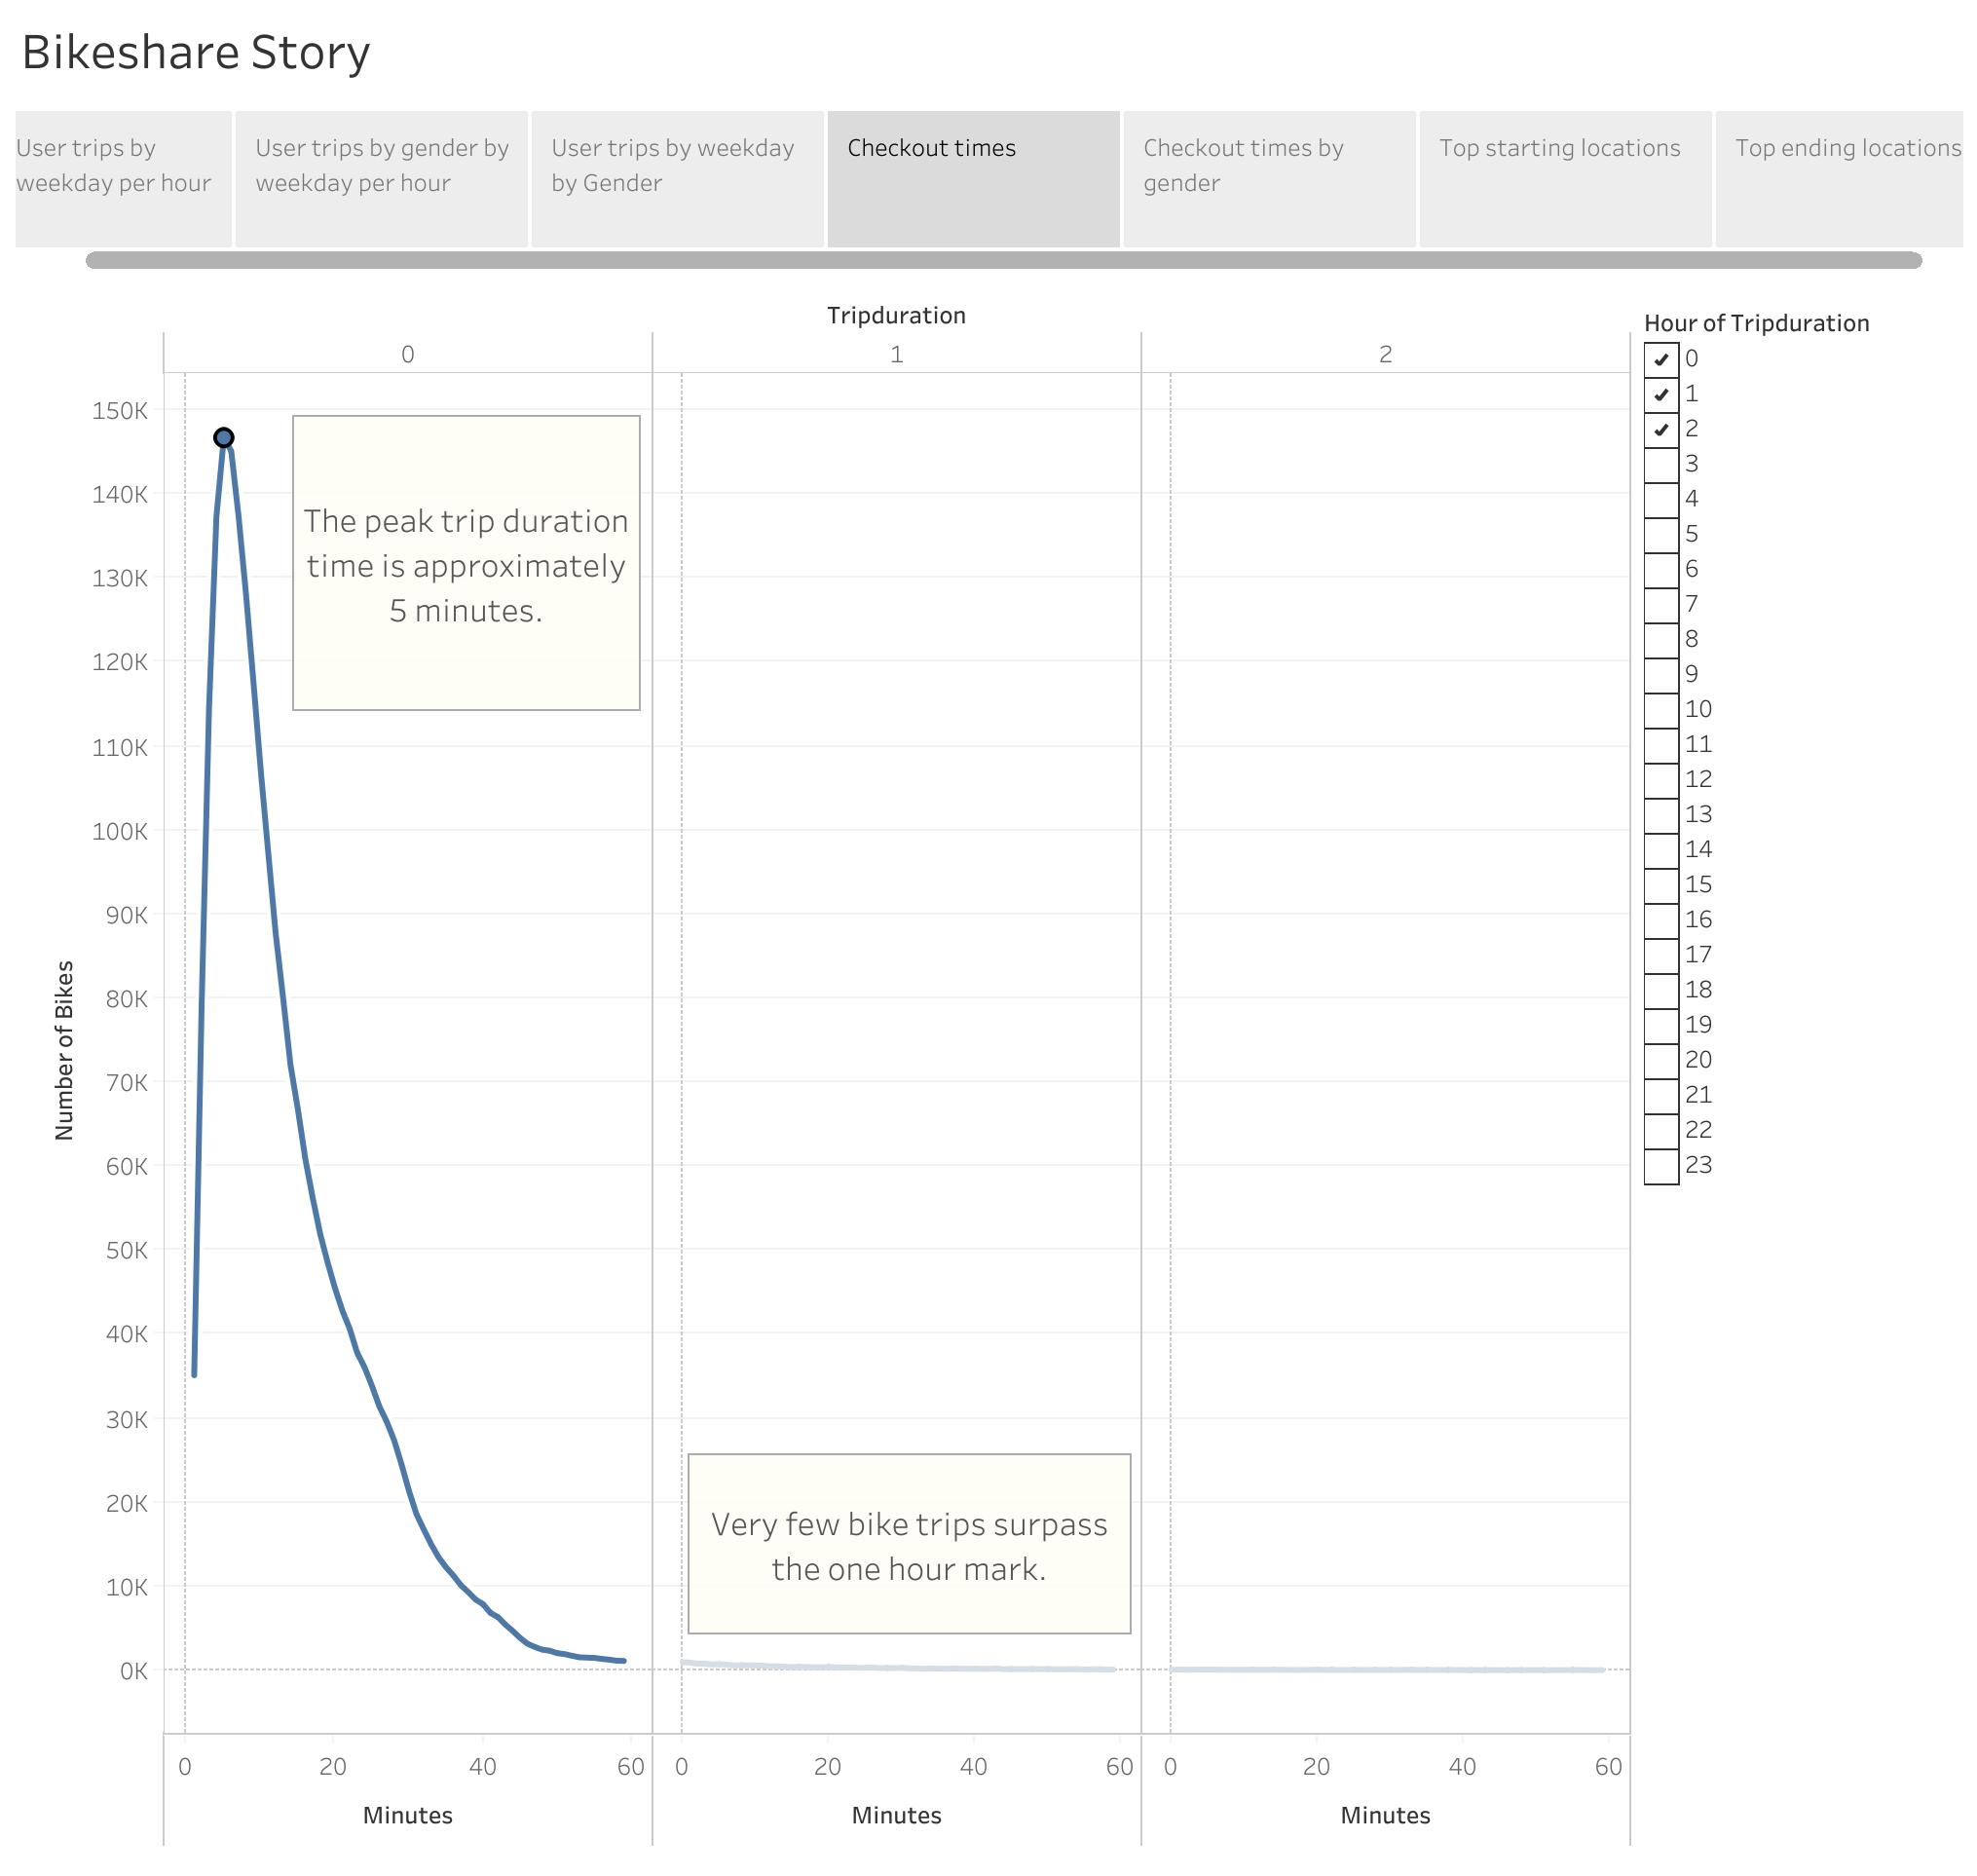 Bikeshare Story
User trips by
weekday per hour
User trips by gender by
weekday per hour
User trips by weekday
by Gender
Checkout times
Checkout times by
gender
Top starting locations
Top ending locations
Tripduration
0
1
2
150K
140K
130K
120K
110K
100K
90K
80K
70K
60K
50K
40K
30K
20K
10K
0K
Number of Bikes
The peak trip duration
time is approximately
5 minutes.
Very few bike trips surpass
the one hour mark.
0 20 40 60
0 20 40 60
0 20 40 60
Minutes
Minutes
Minutes
Hour of Tripduration
0
1
2
3
4
5
6
7
8
9
10
11
12
13
14
15
16
17
18
19
20
21
22
23